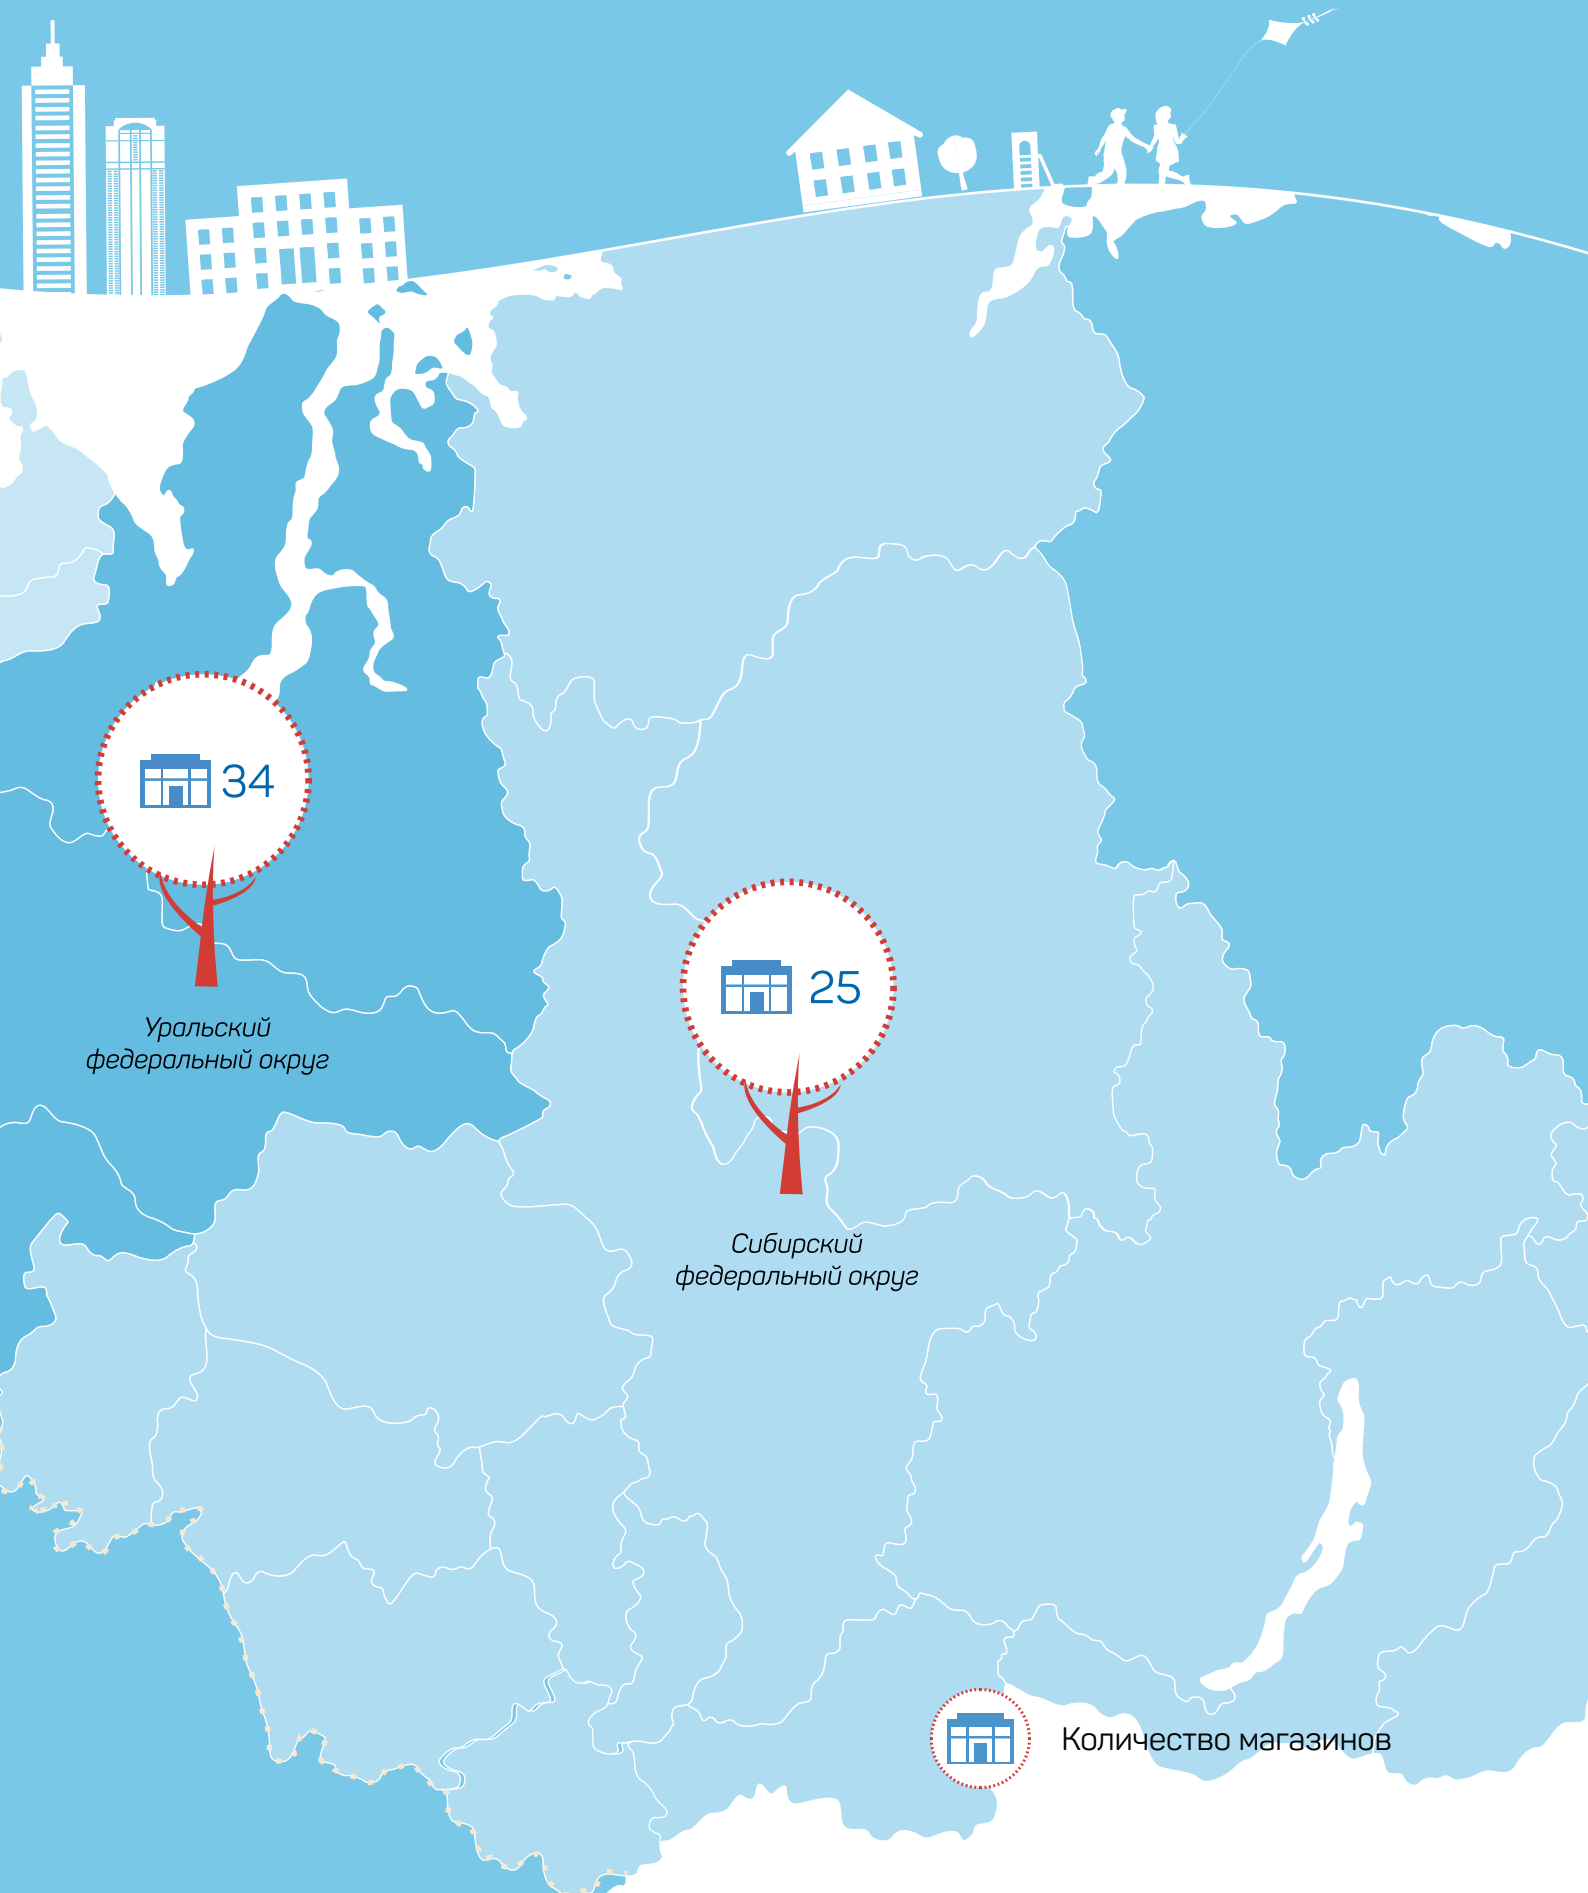 34
Уральский
федеральный округ
25
Сибирский
федеральный округ
Количество магазинов